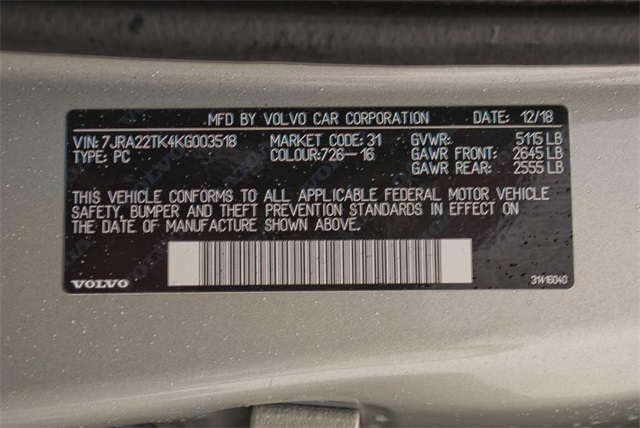 MFD BY VOLVO CAR CORPORATION DATE: 12/18
VIN: 7JRA22TK4KG003518 MARKET CODE: 31 GVWR: 5115 LB
TYPE: PC COLOUR:726-16 GAWR FRONT: 2645 LB
GAWR REAR: 2555 LB
THIS VEHICLE CONFORMS TO ALL APPLICABLE FEDERAL MOTOR VEHICLE
SAFETY, BUMPER AND THEFT PREVENTION STANDARDS IN EFFECT ON
THE DATE OF MANUFACTURE SHOWN ABOVE.
VOLVO 31416040